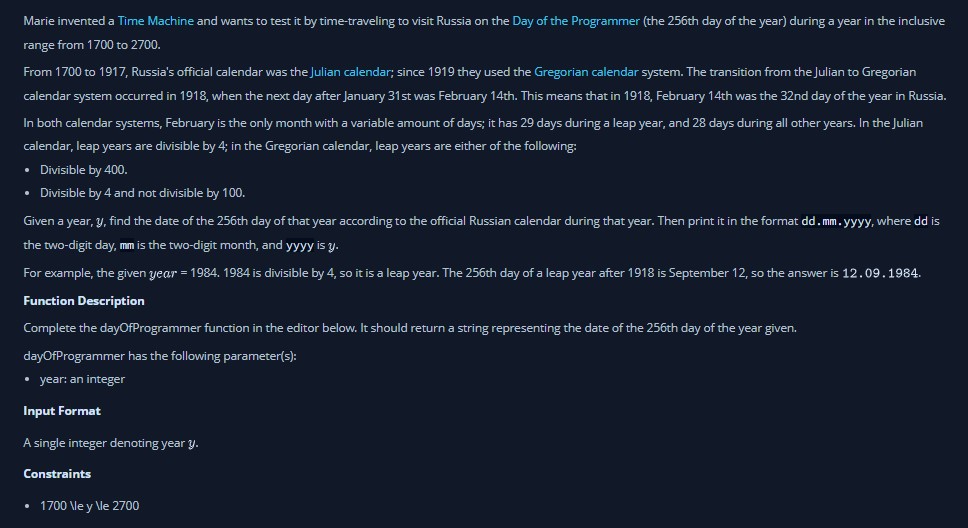 Marie invented a Time Machine and wants to test it by time-traveling to visit Russia on the Day of the Programmer (the 256th day of the year) during a year in the inclusive
range from 1700 to 2700.
From 1700 to 1917, Russia's official calendar was the Julian calendar; since 1919 they used the Gregorian calendar system. The transition from the Julian to Gregorian
calendar system occurred in 1918, when the next day after January 31st was February 14th. This means that in 1918, February 14th was the 32nd day of the year in Russia.
In both calendar systems, February is the only month with a variable amount of days; it has 29 days during a leap year, and 28 days during all other years. In the Julian
calendar, leap years are divisible by 4; in the Gregorian calendar, leap years are either of the following:
• Divisible by 400.
• Divisible by 4 and not divisible by 100.
Given a year, y, find the date of the 256th day of that year according to the official Russian calendar during that year. Then print it in the format dd.mm.yyyy, where dd is
the two-digit day, mm is the two-digit month, and yyyy is y.
For example, the given year = 1984. 1984 is divisible by 4, so it is a leap year. The 256th day of a leap year after 1918 is September 12, so the answer is 12.09.1984.
Function Description
Complete the dayOfProgrammer function in the editor below. It should return a string representing the date of the 256th day of the year given.
dayOfProgrammer has the following parameter(s):
• year: an integer
Input Format
A single integer denoting year y.
Constraints
• 1700 \le y \le 2700